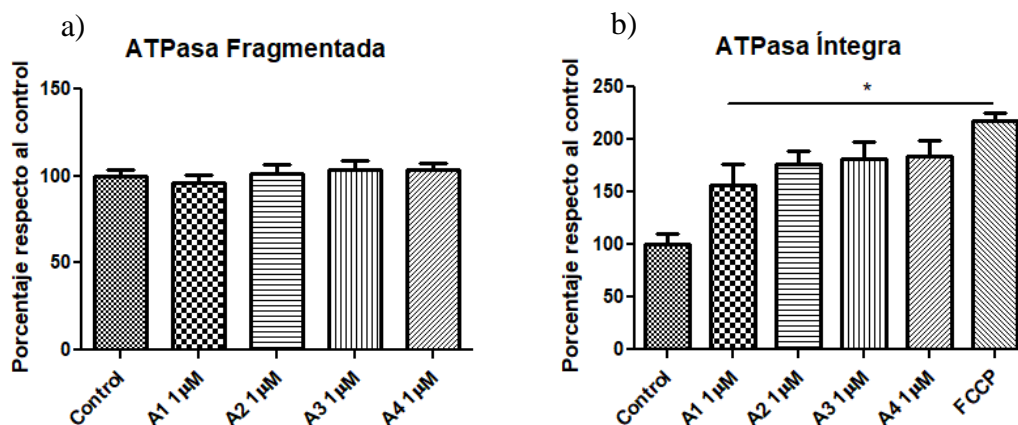 a)
ATPasa Fragmentada
Porcentaje respecto al control
150
100
50
0
Control
A1 1µM
A2 1µM
A3 1µM
A4 1µM
b)
ATPasa Íntegra
Porcentaje respecto al control
250
200
150
100
50
0
*
Control
A1 1µM
A2 1µM
A3 1µM
A4 1µM
FCCP